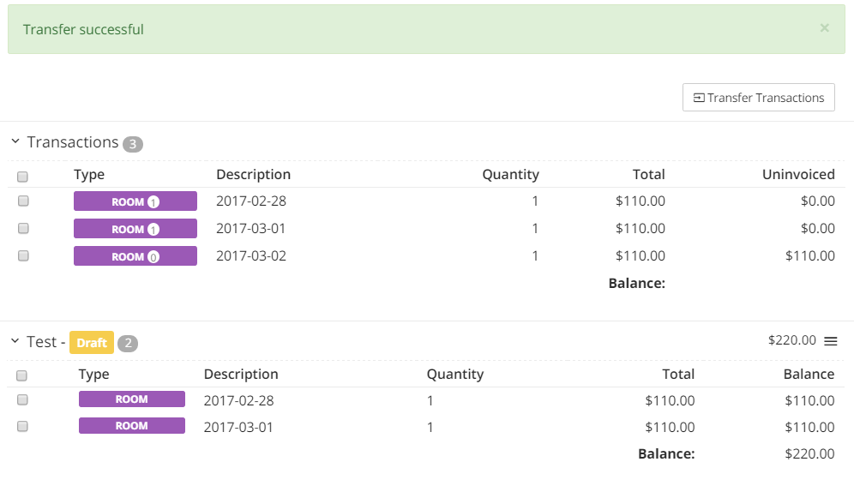 Transfer successful ×
Transfer Transactions
Transactions 3
Type Description Quantity Total Uninvoiced
ROOM 1 2017-02-28 1 $110.00 $0.00
ROOM 1 2017-03-01 1 $110.00 $0.00
ROOM 0 2017-03-02 1 $110.00 $110.00
Balance:
Test - Draft 2 $220.00
Type Description Quantity Total Balance
ROOM 2017-02-28 1 $110.00 $110.00
ROOM 2017-03-01 1 $110.00 $110.00
Balance: $220.00